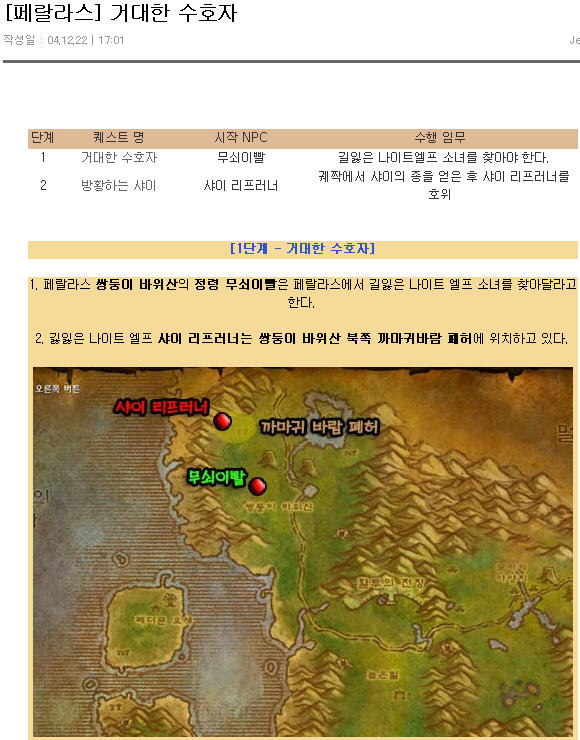 [페랄라스] 거대한 수호자
작성일 : 04,12,22 | 17:01
Je
단계 퀘스트 명 시작 NPC 수행 임무
1 거대한 수호자 무쇠이빨 길잃은 나이트엘프 소녀를 찾아야 한다.
2 방황하는 샤이 샤이 리프러너 궤짝에서 샤이의 종을 얻은 후 샤이 리프러너를
호위
[1단계 - 거대한 수호자]
1. 페랄라스 쌍둥이 바위산의 정령 무쇠이빨은 페랄라스에서 길잃은 나이트 엘프 소녀를 찾아달라고
한다.
2. 길잃은 나이트 엘프 샤이 리프러너는 쌍둥이 바위산 북쪽 까마귀바람 폐허에 위치하고 있다.
오른쪽 버튼
샤이 리프러너
까마귀 바람 폐허
무쇠이빨
쌍둥이 바위산
혈투의 전장
페더문 요새
높은벌